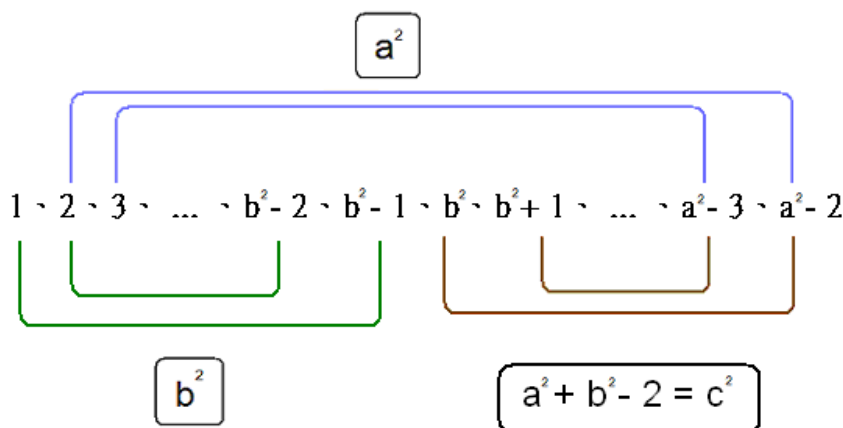 a²
1、2、3、 ... 、b²- 2、b²- 1、b²、b²+ 1、 ... 、a²- 3、a²- 2
b²
a²+ b²- 2 = c²